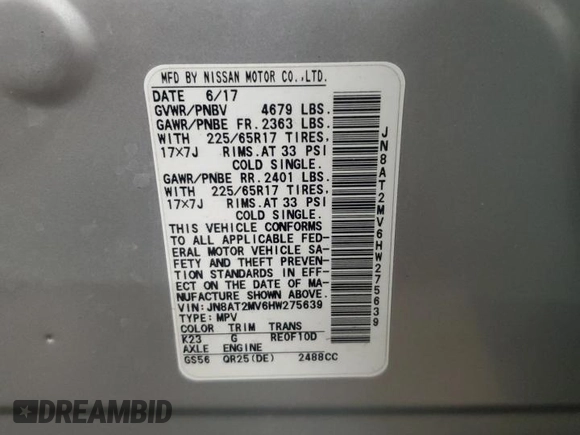 MFD BY NISSAN MOTOR CO.,LTD.
DATE 6/17
GVWR/PNBV 4679 LBS.
GAWR/PNBE FR. 2363 LBS.
WITH 225/65R17 TIRES,
17×7J RIMS.AT 33 PSI
COLD SINGLE.
GAWR/PNBE RR. 2401 LBS.
WITH 225/65R17 TIRES,
17×7J RIMS.AT 33 PSI
COLD SINGLE.
THIS VEHICLE CONFORMS
TO ALL APPLICABLE FED-
ERAL MOTOR VEHICLE SA-
FETY AND THEFT PREVEN-
TION STANDARDS IN EFF-
ECT ON THE DATE OF MA-
NUFACTURE SHOWN ABOVE.
VIN:JN8AT2MV6HW275639
TYPE:MPV
COLOR TRIM TRANS
K23 G RE0F10D
AXLE ENGINE
GS56 QR25(DE) 2488CC
JN8AT2MV6HW275639
DREAMBID